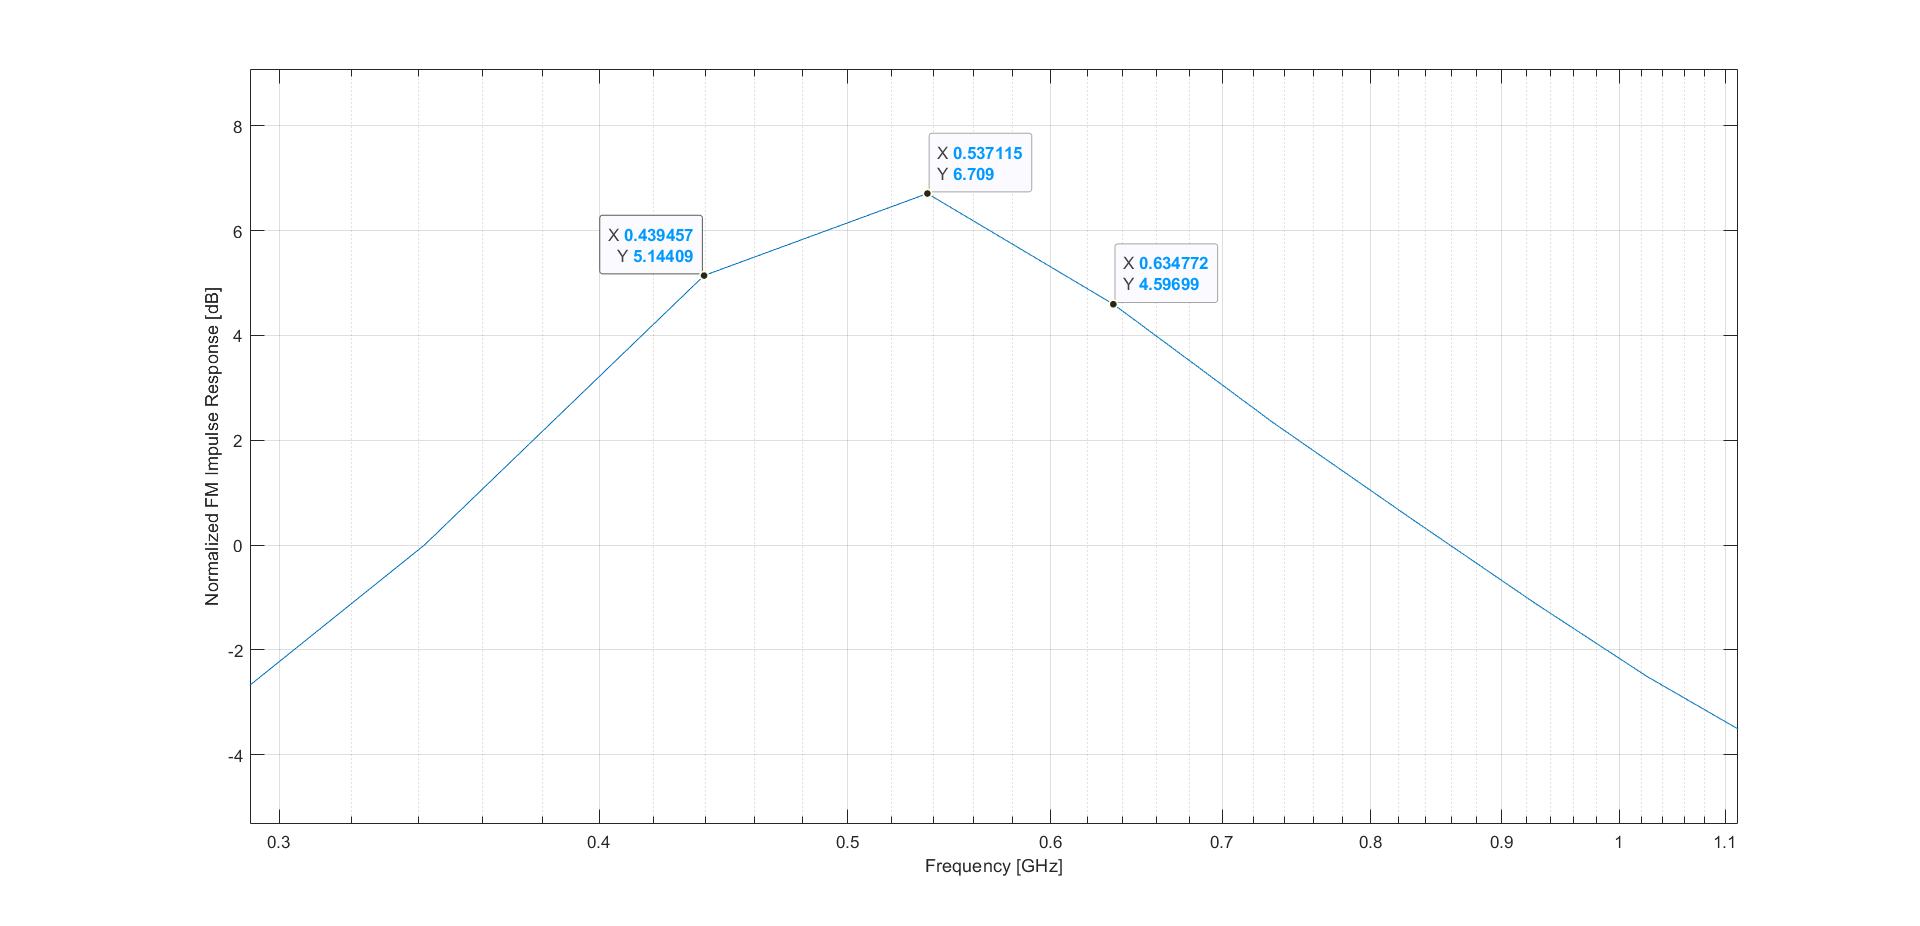 Normalized FM Impulse Response [dB]
8
6
4
2
0
-2
-4
X 0.439457
Y 5.14409
X 0.537115
Y 6.709
X 0.634772
Y 4.59699
0.3
0.4
0.5
0.6
0.7
0.8
0.9
1
1.1
Frequency [GHz]